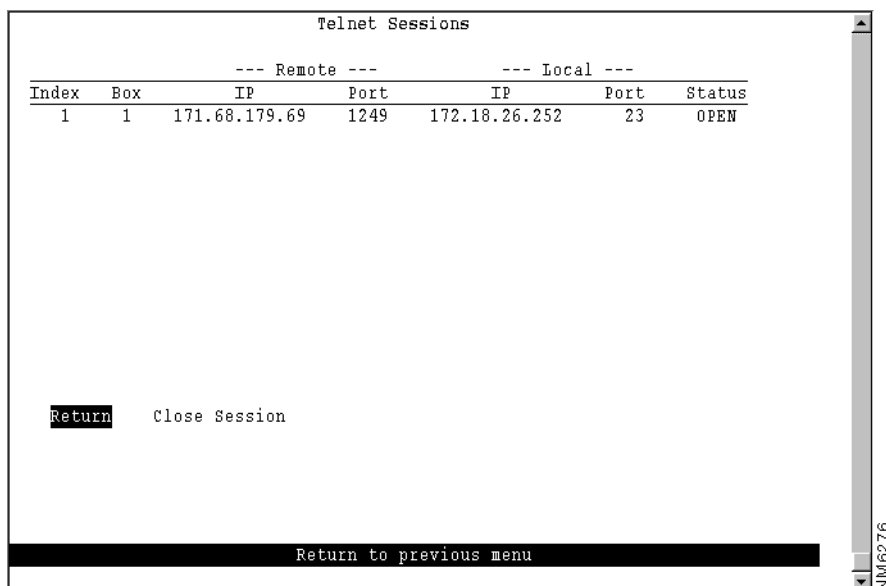 Telnet Sessions
--- Remote --- --- Local ---
Index Box IP Port IP Port Status
1 1 171.68.179.69 1249 172.18.26.252 23 OPEN
Return Close Session
Return to previous menu
NM6276